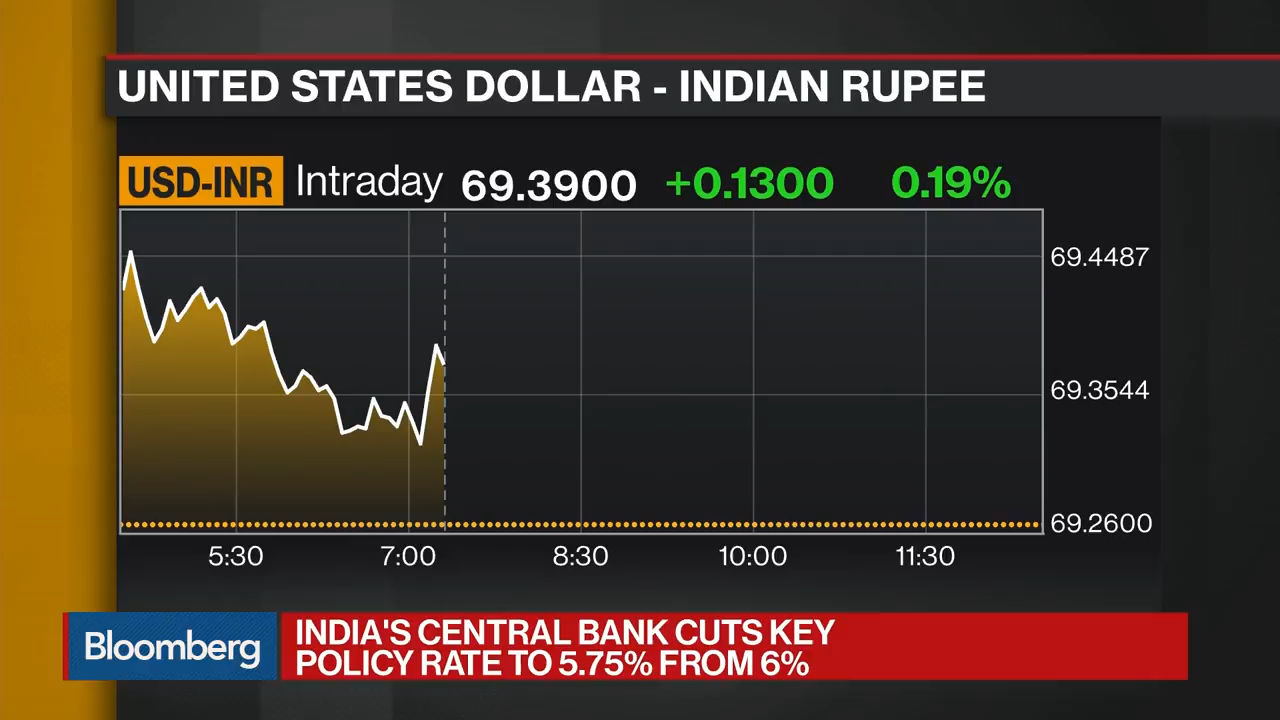 UNITED STATES DOLLAR - INDIAN RUPEE
USD-INR Intraday 69.3900 +0.1300 0.19%
69.4487
69.3544
69.2600
5:30 7:00 8:30 10:00 11:30
Bloomberg
INDIA'S CENTRAL BANK CUTS KEY
POLICY RATE TO 5.75% FROM 6%